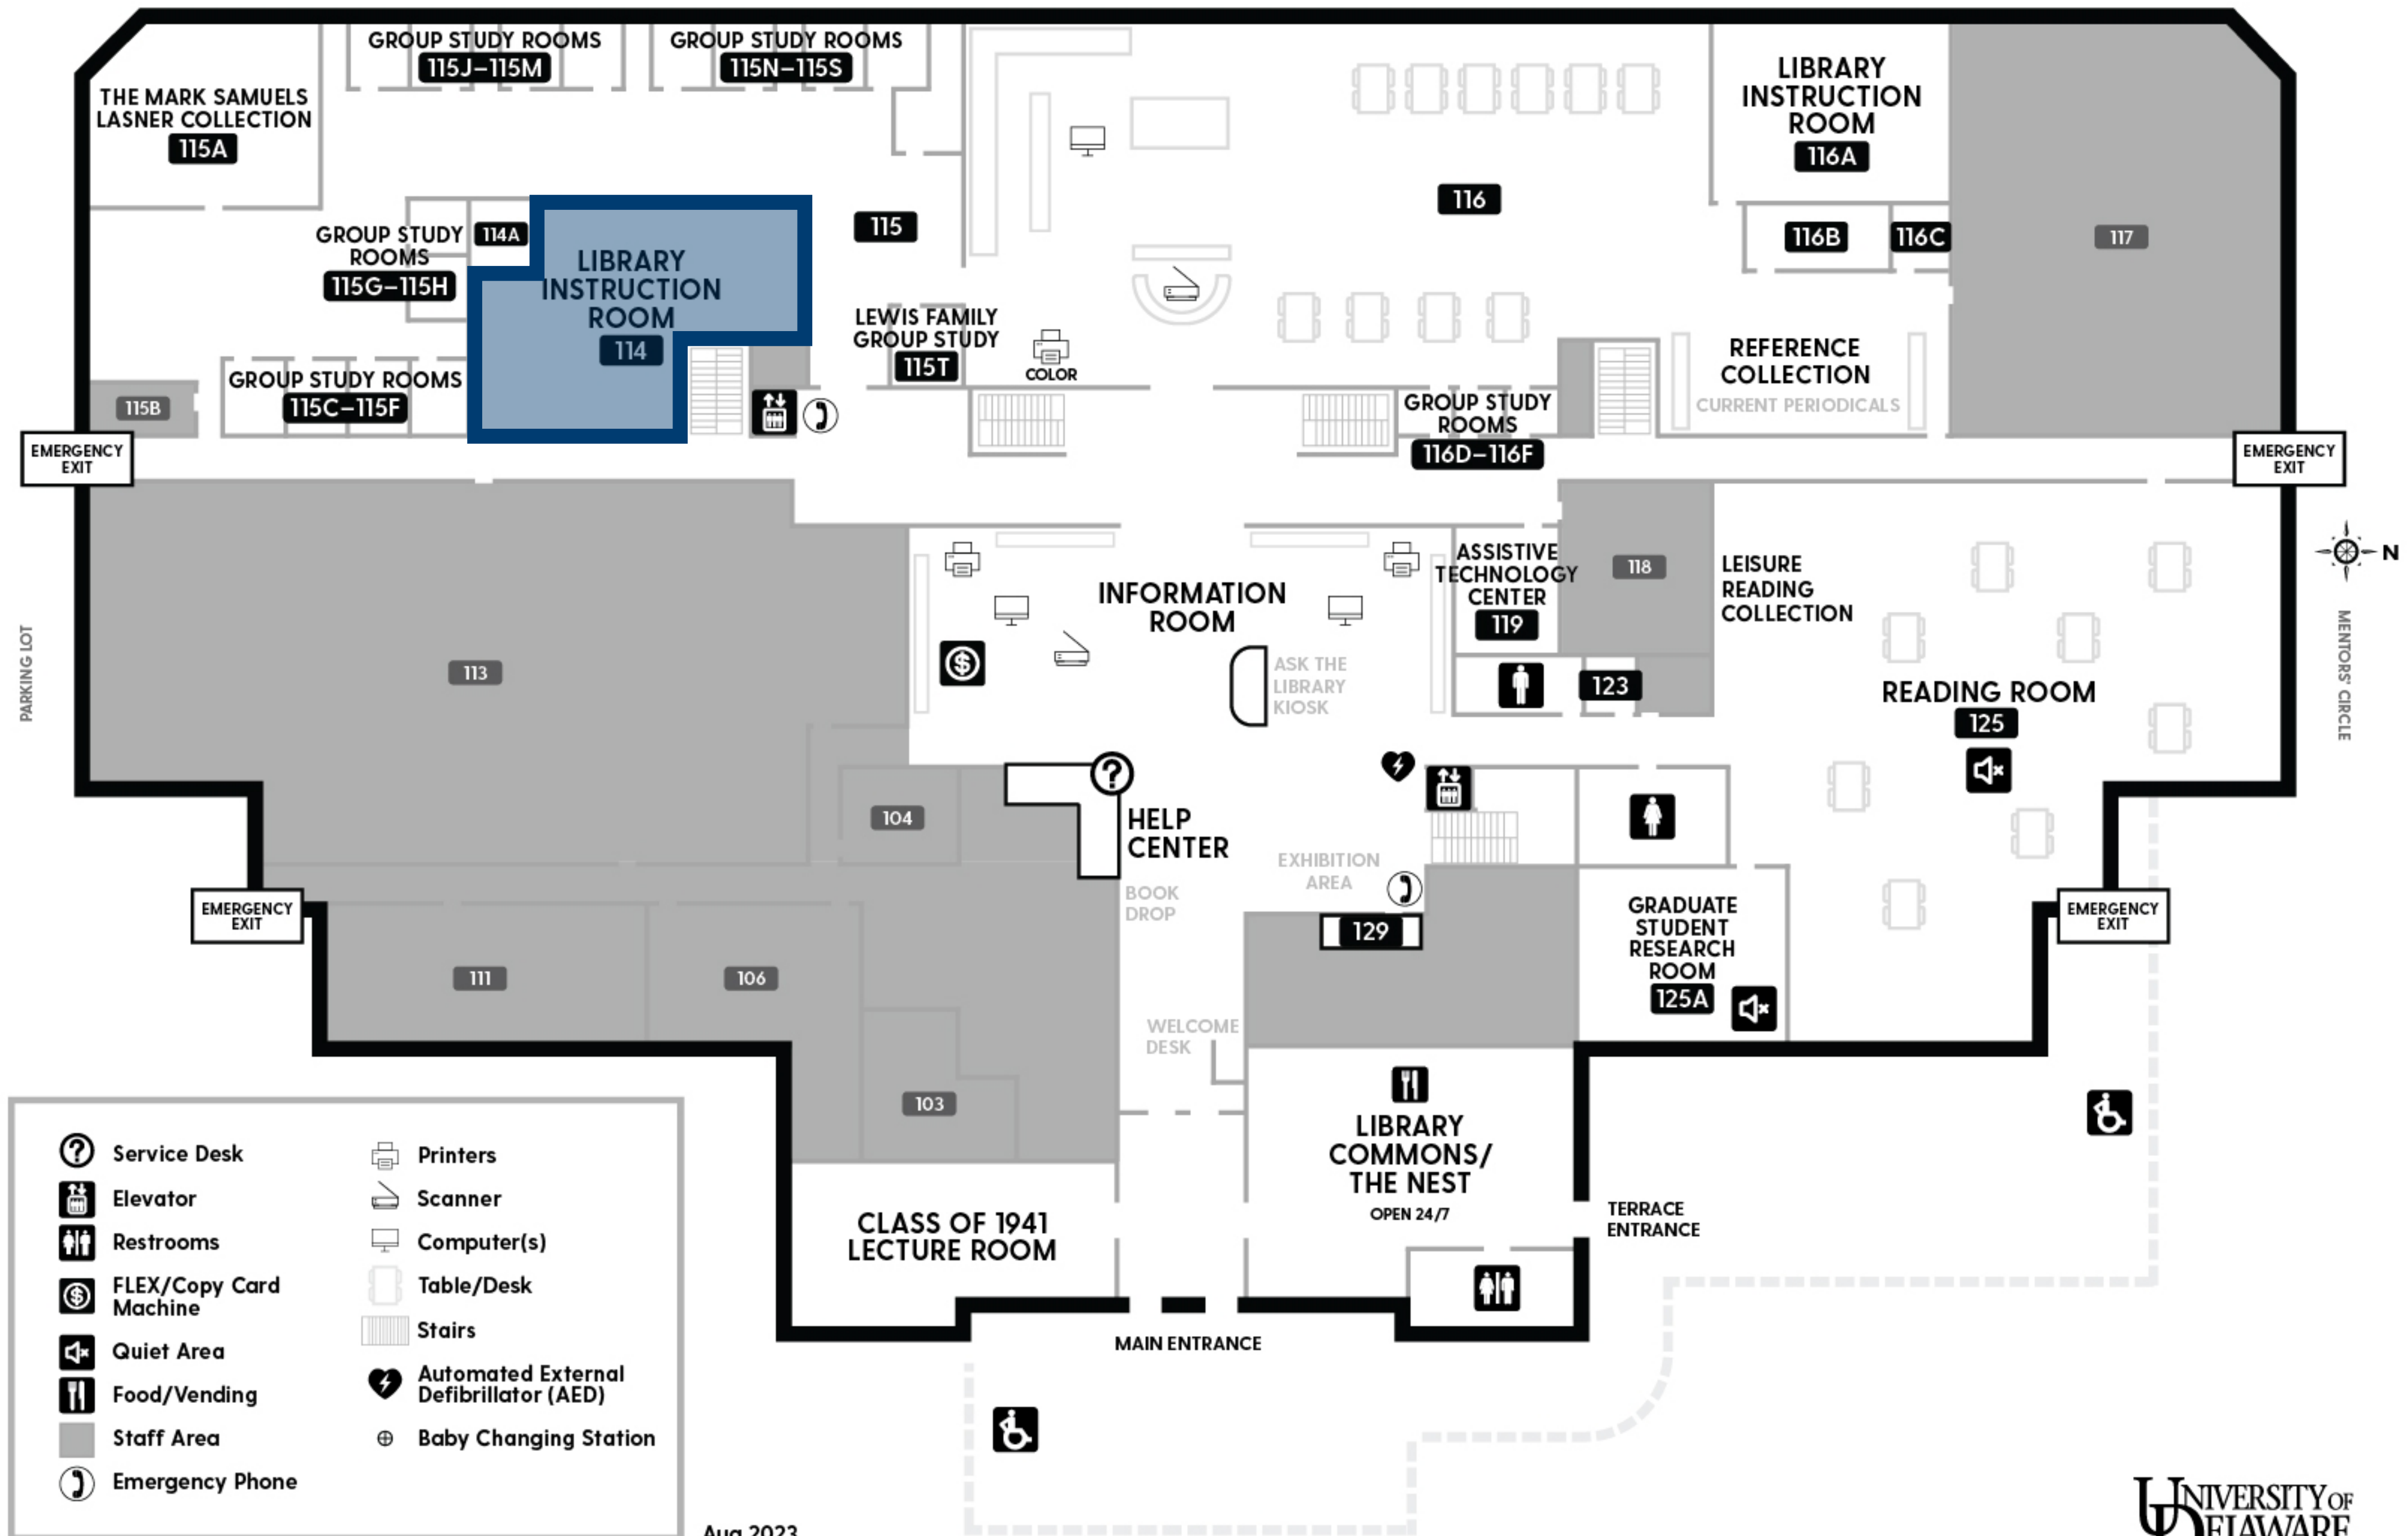 GROUP STUDY ROOMS
115J–115M
GROUP STUDY ROOMS
115N–115S
THE MARK SAMUELS
LASNER COLLECTION
115A
LIBRARY
INSTRUCTION
ROOM
116A
116
115
114A
GROUP STUDY
ROOMS
115G–115H
LIBRARY
INSTRUCTION
ROOM
114
116B
116C
117
LEWIS FAMILY
GROUP STUDY
115T
COLOR
REFERENCE
COLLECTION
CURRENT PERIODICALS
GROUP STUDY ROOMS
115C–115F
115B
GROUP STUDY
ROOMS
116D–116F
EMERGENCY
EXIT
EMERGENCY
EXIT
N
PARKING LOT
MENTORS' CIRCLE
113
INFORMATION
ROOM
ASK THE
LIBRARY
KIOSK
ASSISTIVE
TECHNOLOGY
CENTER
119
118
123
LEISURE
READING
COLLECTION
READING ROOM
125
104
HELP
CENTER
BOOK
DROP
EXHIBITION
AREA
129
GRADUATE
STUDENT
RESEARCH
ROOM
125A
EMERGENCY
EXIT
EMERGENCY
EXIT
111
106
103
WELCOME
DESK
LIBRARY
COMMONS/
THE NEST
OPEN 24/7
TERRACE
ENTRANCE
CLASS OF 1941
LECTURE ROOM
MAIN ENTRANCE
Service Desk
Elevator
Restrooms
FLEX/Copy Card
Machine
Quiet Area
Food/Vending
Staff Area
Emergency Phone
Printers
Scanner
Computer(s)
Table/Desk
Stairs
Automated External
Defibrillator (AED)
Baby Changing Station
Aug 2023
UNIVERSITY OF
DELAWARE